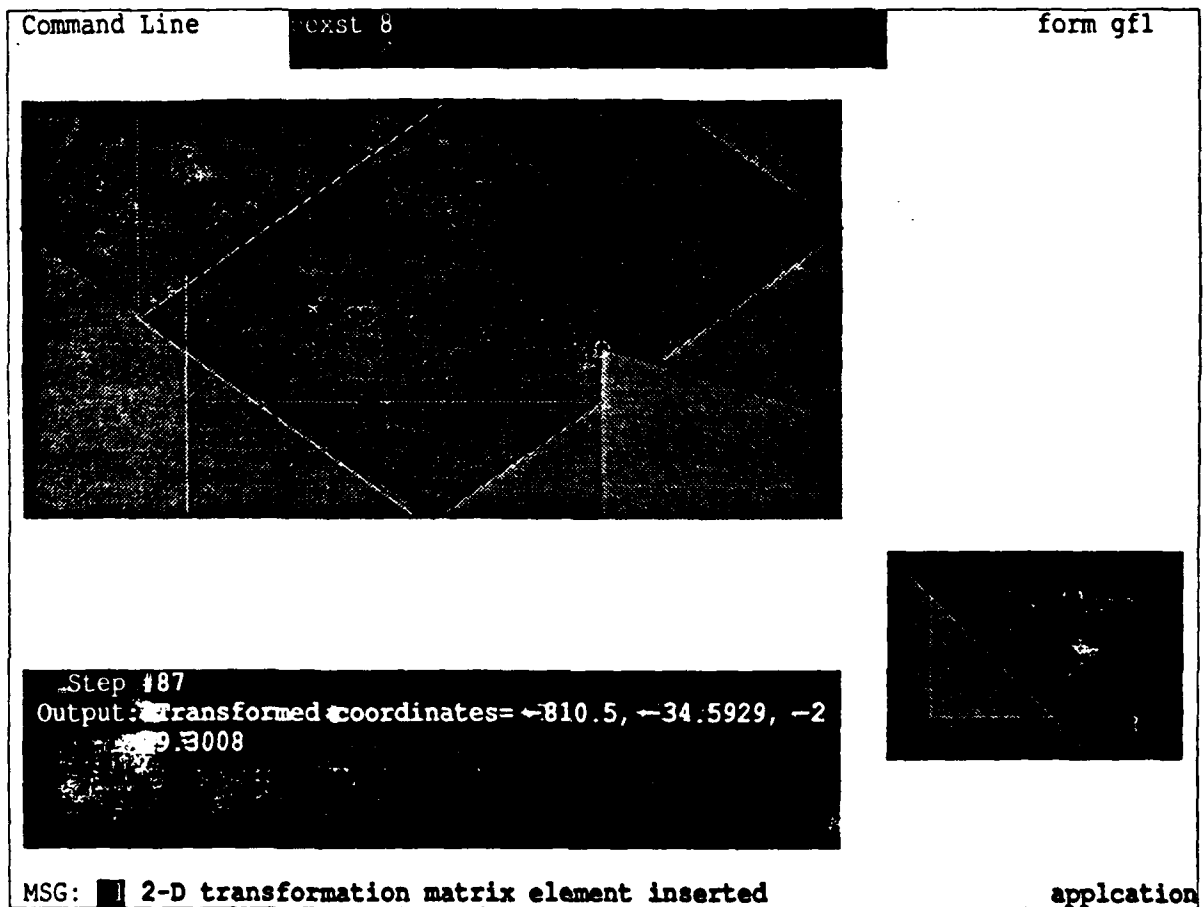 Command Line
exst 8
form gfl
Step #87
Output: Transformed coordinates= -810.5, -34.5929, -2
9.3008
MSG: 2-D transformation matrix element inserted
applcation